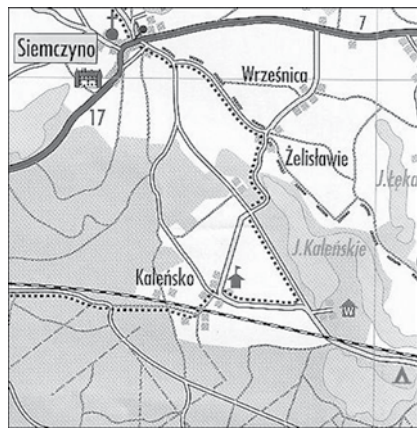 Siemczyno
7
Wrześnica
17
Żelisławie
J. Kaleńskie
Kaleńsko
W